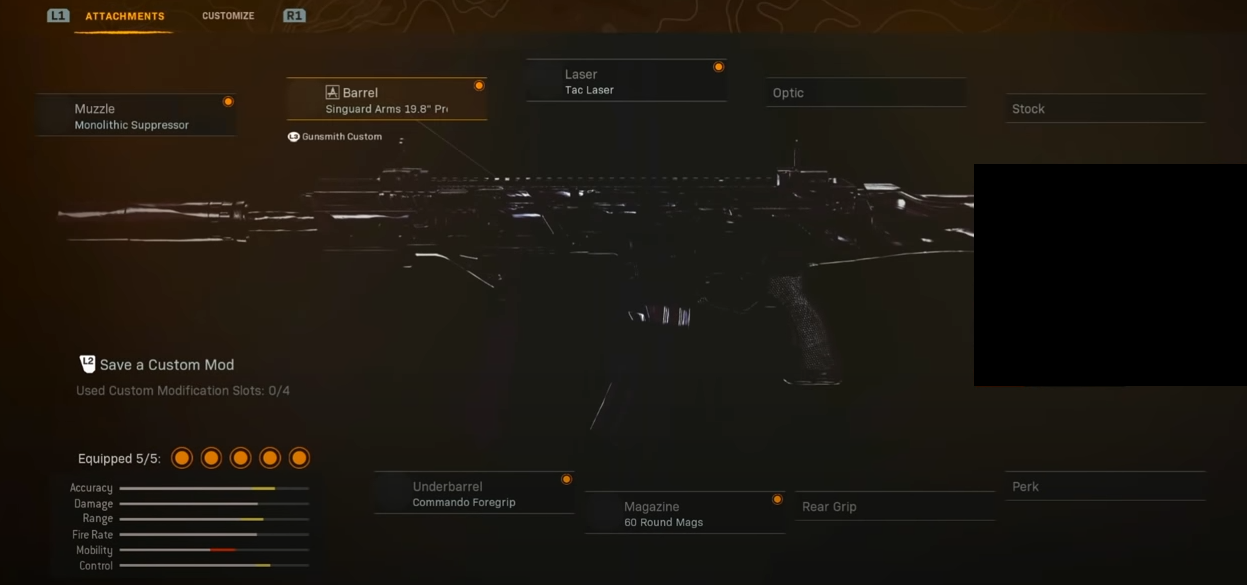 L1 ATTACHMENTS CUSTOMIZE R1
Muzzle
Monolithic Suppressor
Barrel
Singuard Arms 19.8" Pr
L3 Gunsmith Custom
Laser
Tac Laser
Optic
Stock
L2 Save a Custom Mod
Used Custom Modification Slots: 0/4
Equipped 5/5:
Accuracy
Damage
Range
Fire Rate
Mobility
Control
Underbarrel
Commando Foregrip
Magazine
60 Round Mags
Rear Grip
Perk